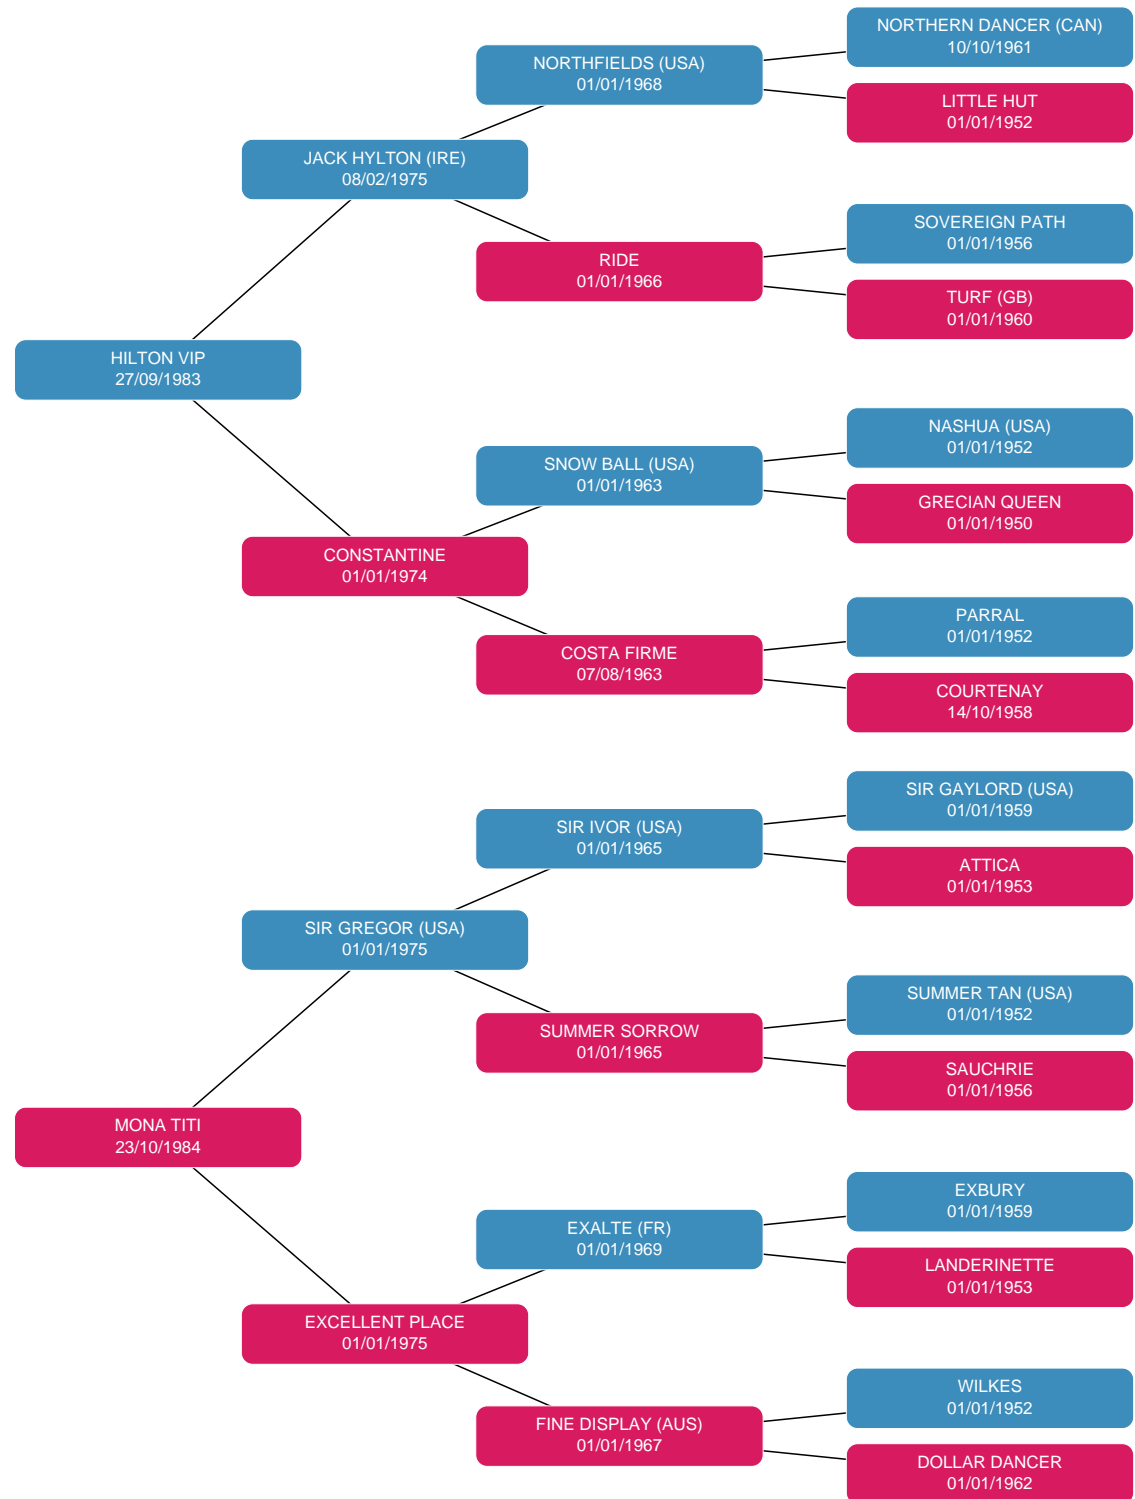 NORTHERN DANCER (CAN)
10/10/1961
NORTHFIELDS (USA)
01/01/1968
LITTLE HUT
01/01/1952
JACK HYLTON (IRE)
08/02/1975
SOVEREIGN PATH
01/01/1956
RIDE
01/01/1966
TURF (GB)
01/01/1960
HILTON VIP
27/09/1983
NASHUA (USA)
01/01/1952
SNOW BALL (USA)
01/01/1963
GRECIAN QUEEN
01/01/1950
CONSTANTINE
01/01/1974
PARRAL
01/01/1952
COSTA FIRME
07/08/1963
COURTENAY
14/10/1958
SIR GAYLORD (USA)
01/01/1959
SIR IVOR (USA)
01/01/1965
ATTICA
01/01/1953
SIR GREGOR (USA)
01/01/1975
SUMMER TAN (USA)
01/01/1952
SUMMER SORROW
01/01/1965
SAUCHRIE
01/01/1956
MONA TITI
23/10/1984
EXBURY
01/01/1959
EXALTE (FR)
01/01/1969
LANDERINETTE
01/01/1953
EXCELLENT PLACE
01/01/1975
WILKES
01/01/1952
FINE DISPLAY (AUS)
01/01/1967
DOLLAR DANCER
01/01/1962